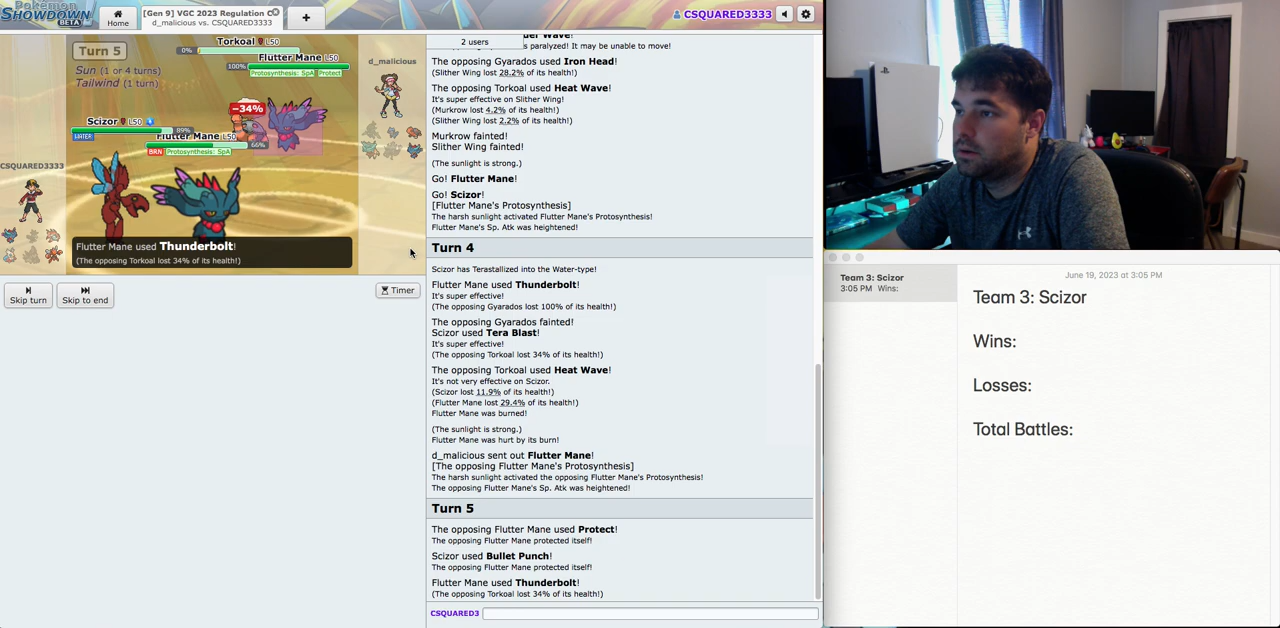 POKÉMON
SHOWDOWN
BETA
Home
[Gen 9] VGC 2023 Regulation C
d_malicious vs. CSQUARED3333
+
CSQUARED3333
Turn 5
Sun (1 or 4 turns)
Tailwind (1 turn)
Torkoal L50
0%
Flutter Mane L50
100%
Protosynthesis: SpA Protect
−34%
Scizor L50
89%
WATER
Flutter Mane L50
66%
BRN Protosynthesis: SpA
d_malicious
CSQUARED3333
Flutter Mane used Thunderbolt!
(The opposing Torkoal lost 34% of its health!)
Skip turn
Skip to end
Timer
2 users
s paralyzed! It may be unable to move!
The opposing Gyarados used Iron Head!
(Slither Wing lost 28.2% of its health!)
The opposing Torkoal used Heat Wave!
It's super effective on Slither Wing!
(Murkrow lost 4.2% of its health!)
(Slither Wing lost 2.2% of its health!)
Murkrow fainted!
Slither Wing fainted!
(The sunlight is strong.)
Go! Flutter Mane!
Go! Scizor!
[Flutter Mane's Protosynthesis]
The harsh sunlight activated Flutter Mane's Protosynthesis!
Flutter Mane's Sp. Atk was heightened!
Turn 4
Scizor has Terastallized into the Water-type!
Flutter Mane used Thunderbolt!
It's super effective!
(The opposing Gyarados lost 100% of its health!)
The opposing Gyarados fainted!
Scizor used Tera Blast!
It's super effective!
(The opposing Torkoal lost 34% of its health!)
The opposing Torkoal used Heat Wave!
It's not very effective on Scizor.
(Scizor lost 11.9% of its health!)
(Flutter Mane lost 29.4% of its health!)
Flutter Mane was burned!
(The sunlight is strong.)
Flutter Mane was hurt by its burn!
d_malicious sent out Flutter Mane!
[The opposing Flutter Mane's Protosynthesis]
The harsh sunlight activated the opposing Flutter Mane's Protosynthesis!
The opposing Flutter Mane's Sp. Atk was heightened!
Turn 5
The opposing Flutter Mane used Protect!
The opposing Flutter Mane protected itself!
Scizor used Bullet Punch!
The opposing Flutter Mane protected itself!
Flutter Mane used Thunderbolt!
(The opposing Torkoal lost 34% of its health!)
CSQUARED3
Team 3: Scizor
3:05 PM Wins:
June 19, 2023 at 3:05 PM
Team 3: Scizor
Wins:
Losses:
Total Battles: